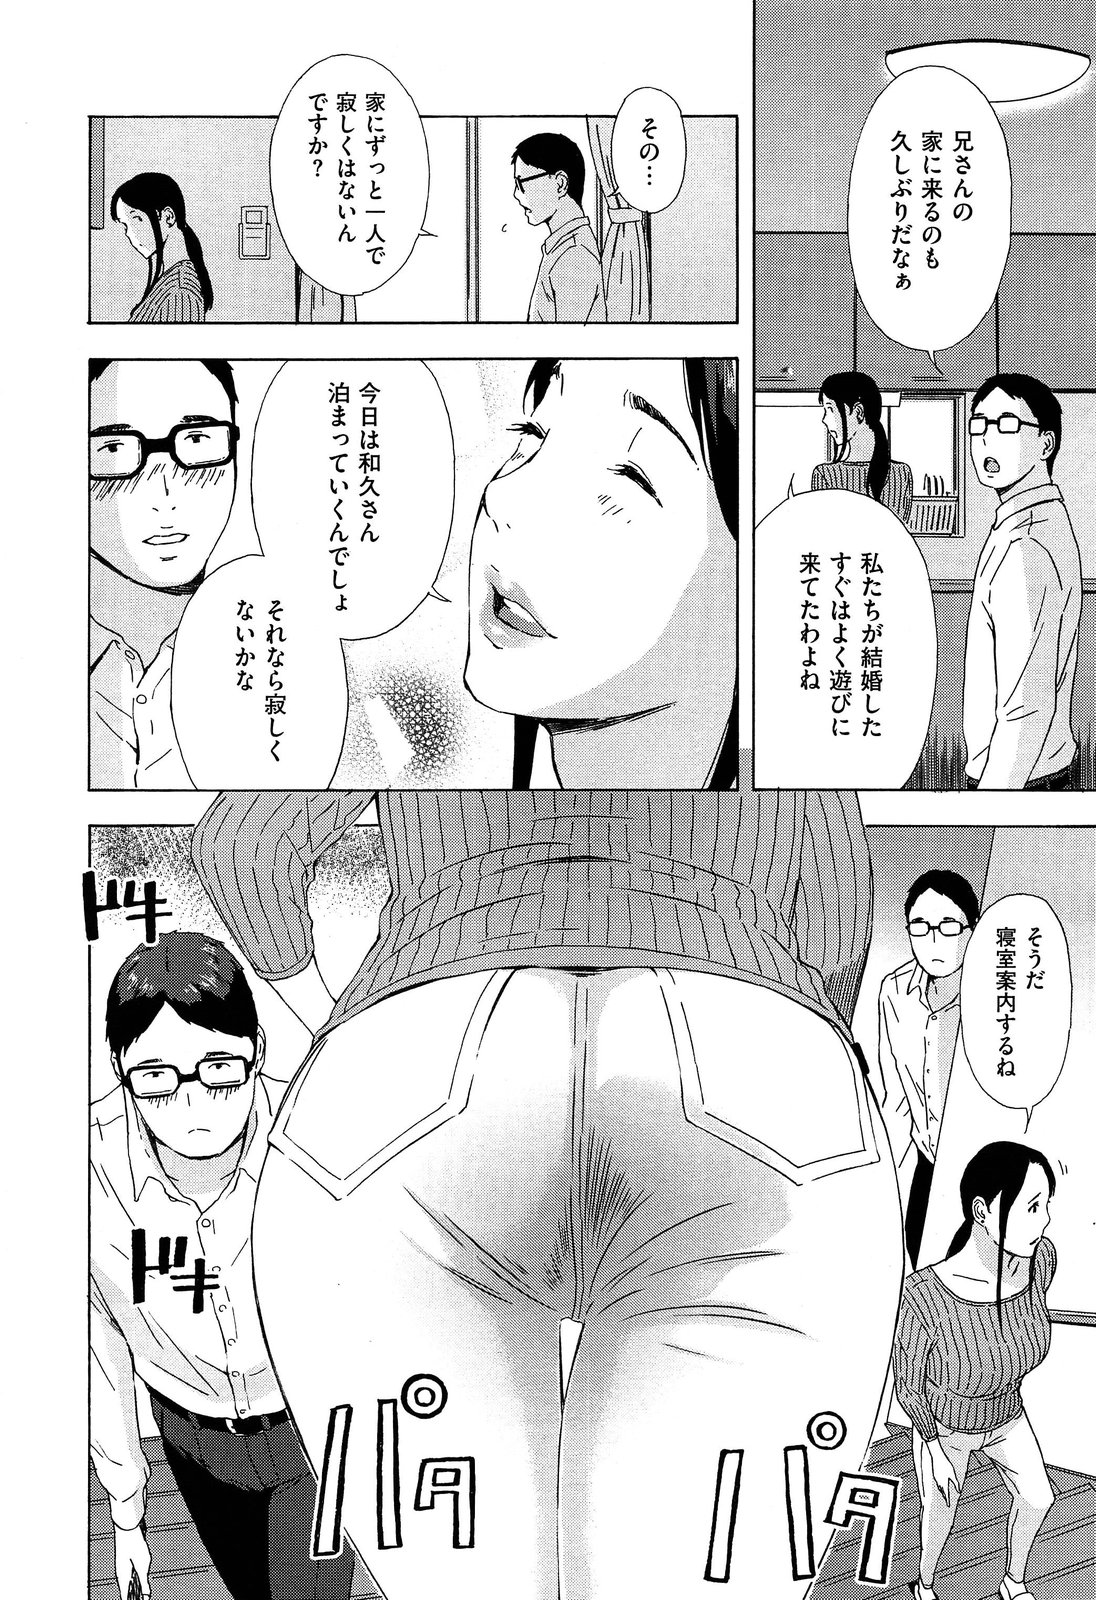 兄さんの
家に来るのも
久しぶりだなぁ
私たちが結婚した
すぐはよく遊びに
来てたわよね
その…
家にずっと一人で
寂しくはないん
ですか？
今日は和久さん
泊まっていくんでしょ
それなら寂しく
ないかな
そうだ
寝室案内するね
ドキ
ドキ
パタ
パタ